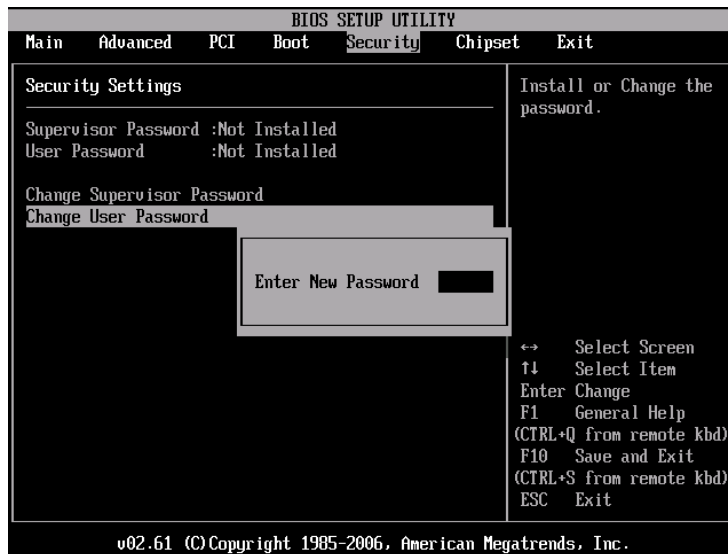 BIOS SETUP UTILITY
Main Advanced PCI Boot Security Chipset Exit
Security Settings
Supervisor Password :Not Installed
User Password :Not Installed
Change Supervisor Password
Change User Password
Enter New Password
Install or Change the
password.
↔ Select Screen
↑↓ Select Item
Enter Change
F1 General Help
(CTRL+Q from remote kbd)
F10 Save and Exit
(CTRL+S from remote kbd)
ESC Exit
v02.61 (C)Copyright 1985-2006, American Megatrends, Inc.